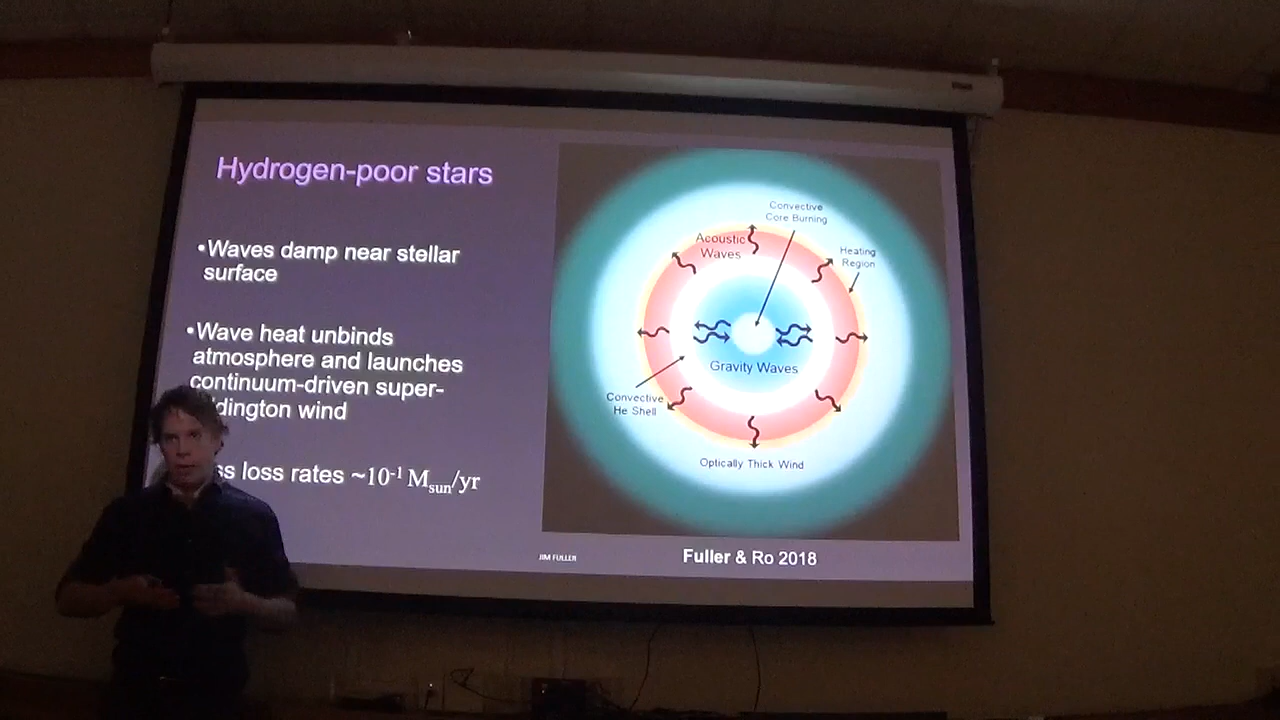 Hydrogen-poor stars
•Waves damp near stellar
surface
•Wave heat unbinds
atmosphere and launches
continuum-driven super-
ddington wind
ss loss rates ~10⁻¹ Msun/yr
Convective
Core Burning
Acoustic
Waves
Heating
Region
Gravity Waves
Convective
He Shell
Optically Thick Wind
JIM FULLER
Fuller & Ro 2018